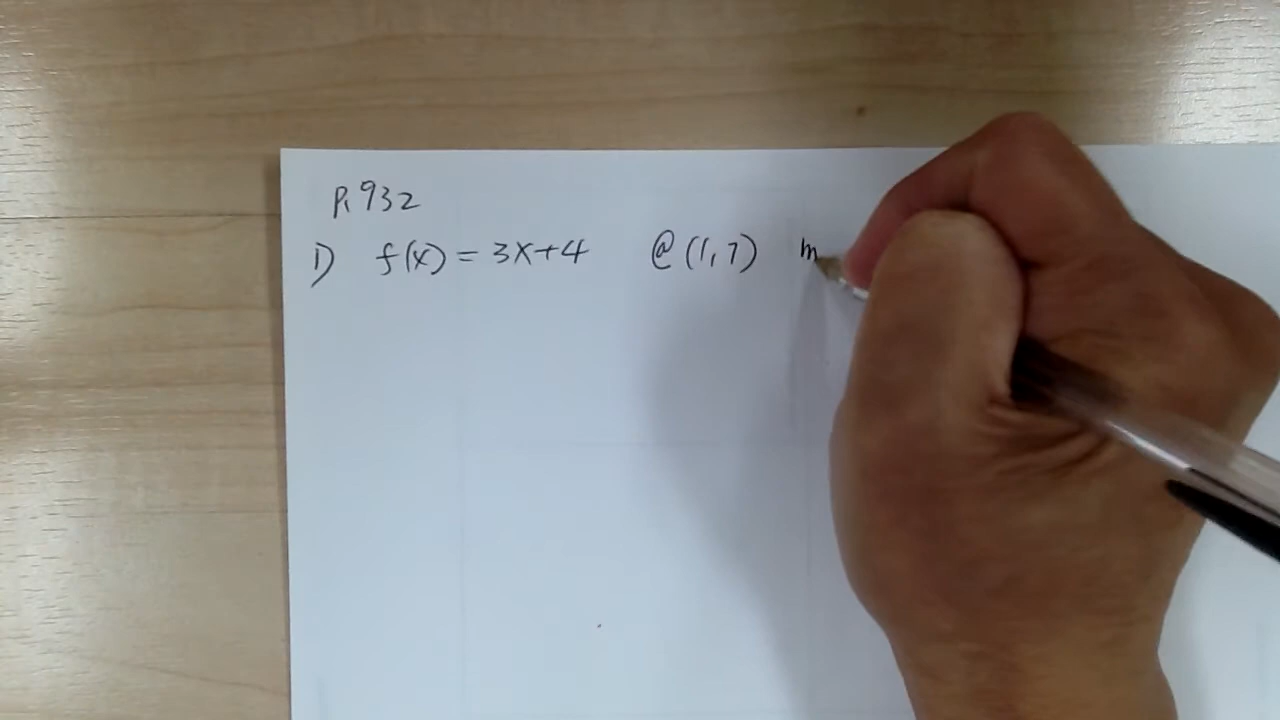 P. 932
1) f(x) = 3x+4 @ (1, 7) m